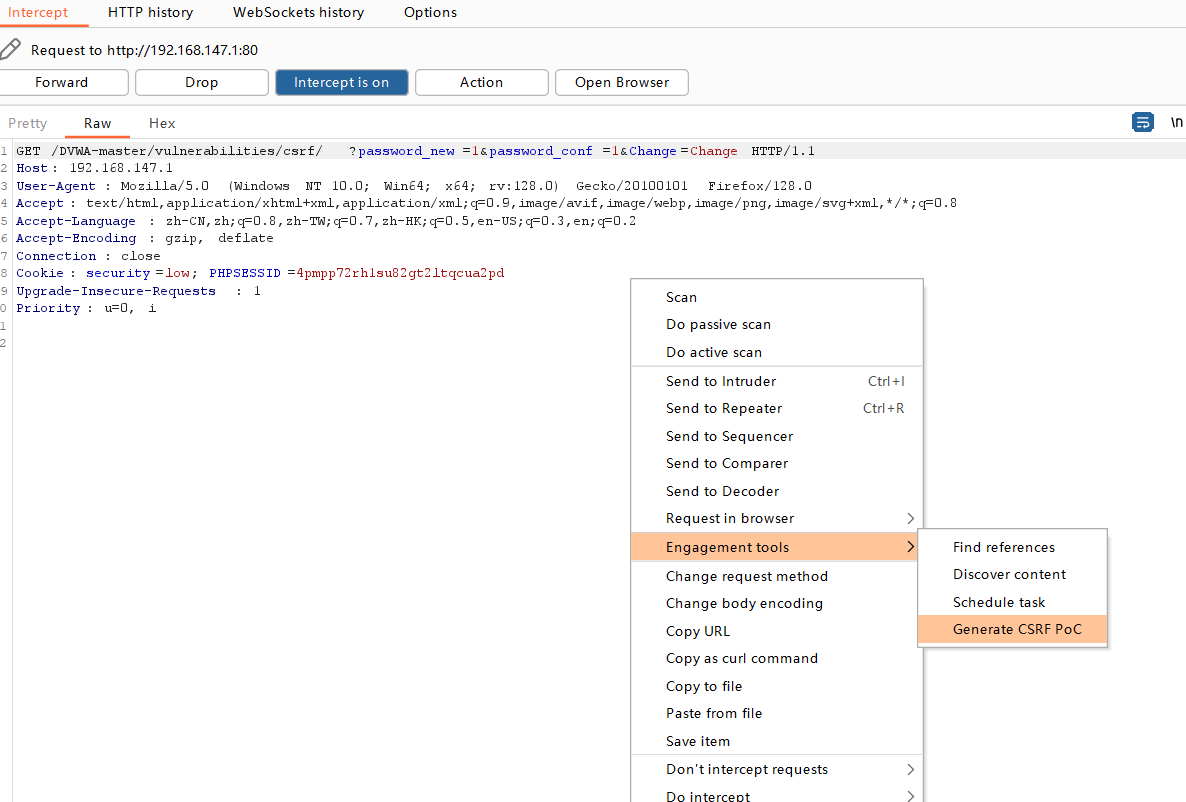 Intercept HTTP history WebSockets history Options
Request to http://192.168.147.1:80
Forward Drop Intercept is on Action Open Browser
Pretty Raw Hex \n
1 GET /DVWA-master/vulnerabilities/csrf/ ?password_new =1&password_conf =1&Change=Change HTTP/1.1
2 Host: 192.168.147.1
3 User-Agent : Mozilla/5.0 (Windows NT 10.0; Win64; x64; rv:128.0) Gecko/20100101 Firefox/128.0
4 Accept: text/html,application/xhtml+xml,application/xml;q=0.9,image/avif,image/webp,image/png,image/svg+xml,*/*;q=0.8
5 Accept-Language : zh-CN,zh;q=0.8,zh-TW;q=0.7,zh-HK;q=0.5,en-US;q=0.3,en;q=0.2
6 Accept-Encoding : gzip, deflate
7 Connection : close
8 Cookie: security=low; PHPSESSID=4pmpp72rh1su82gt2ltqcua2pd
9 Upgrade-Insecure-Requests : 1
0 Priority: u=0, i
1
2
Scan
Do passive scan
Do active scan
Send to Intruder Ctrl+I
Send to Repeater Ctrl+R
Send to Sequencer
Send to Comparer
Send to Decoder
Request in browser
Engagement tools
Find references
Discover content
Schedule task
Generate CSRF PoC
Change request method
Change body encoding
Copy URL
Copy as curl command
Copy to file
Paste from file
Save item
Don't intercept requests
Do intercept